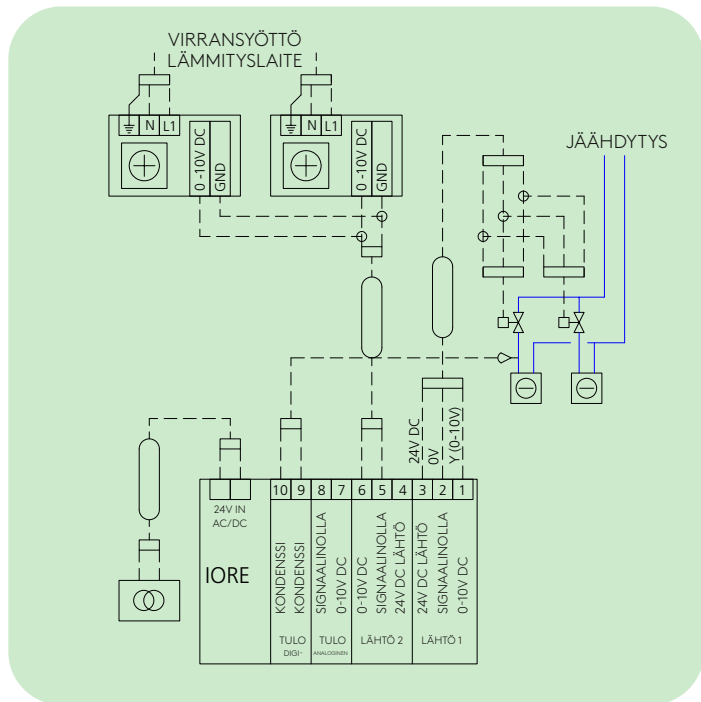 VIRRANSYÖTTÖ
LÄMMITYSLAITE
N L1
0 -10V DC
GND
N L1
0 -10V DC
GND
JÄÄHDYTYS
24V DC
0V
Y (0-10V)
10 9 8 7 6 5 4 3 2 1
24V IN
AC/DC
IORE
KONDENSSI
KONDENSSI
SIGNAALINOLLA
0-10V DC
0-10V DC
SIGNAALINOLLA
24V DC LÄHTÖ
24V DC LÄHTÖ
SIGNAALINOLLA
0-10V DC
TULO
DIGI-
TULO
ANALOGINEN
LÄHTÖ 2
LÄHTÖ 1